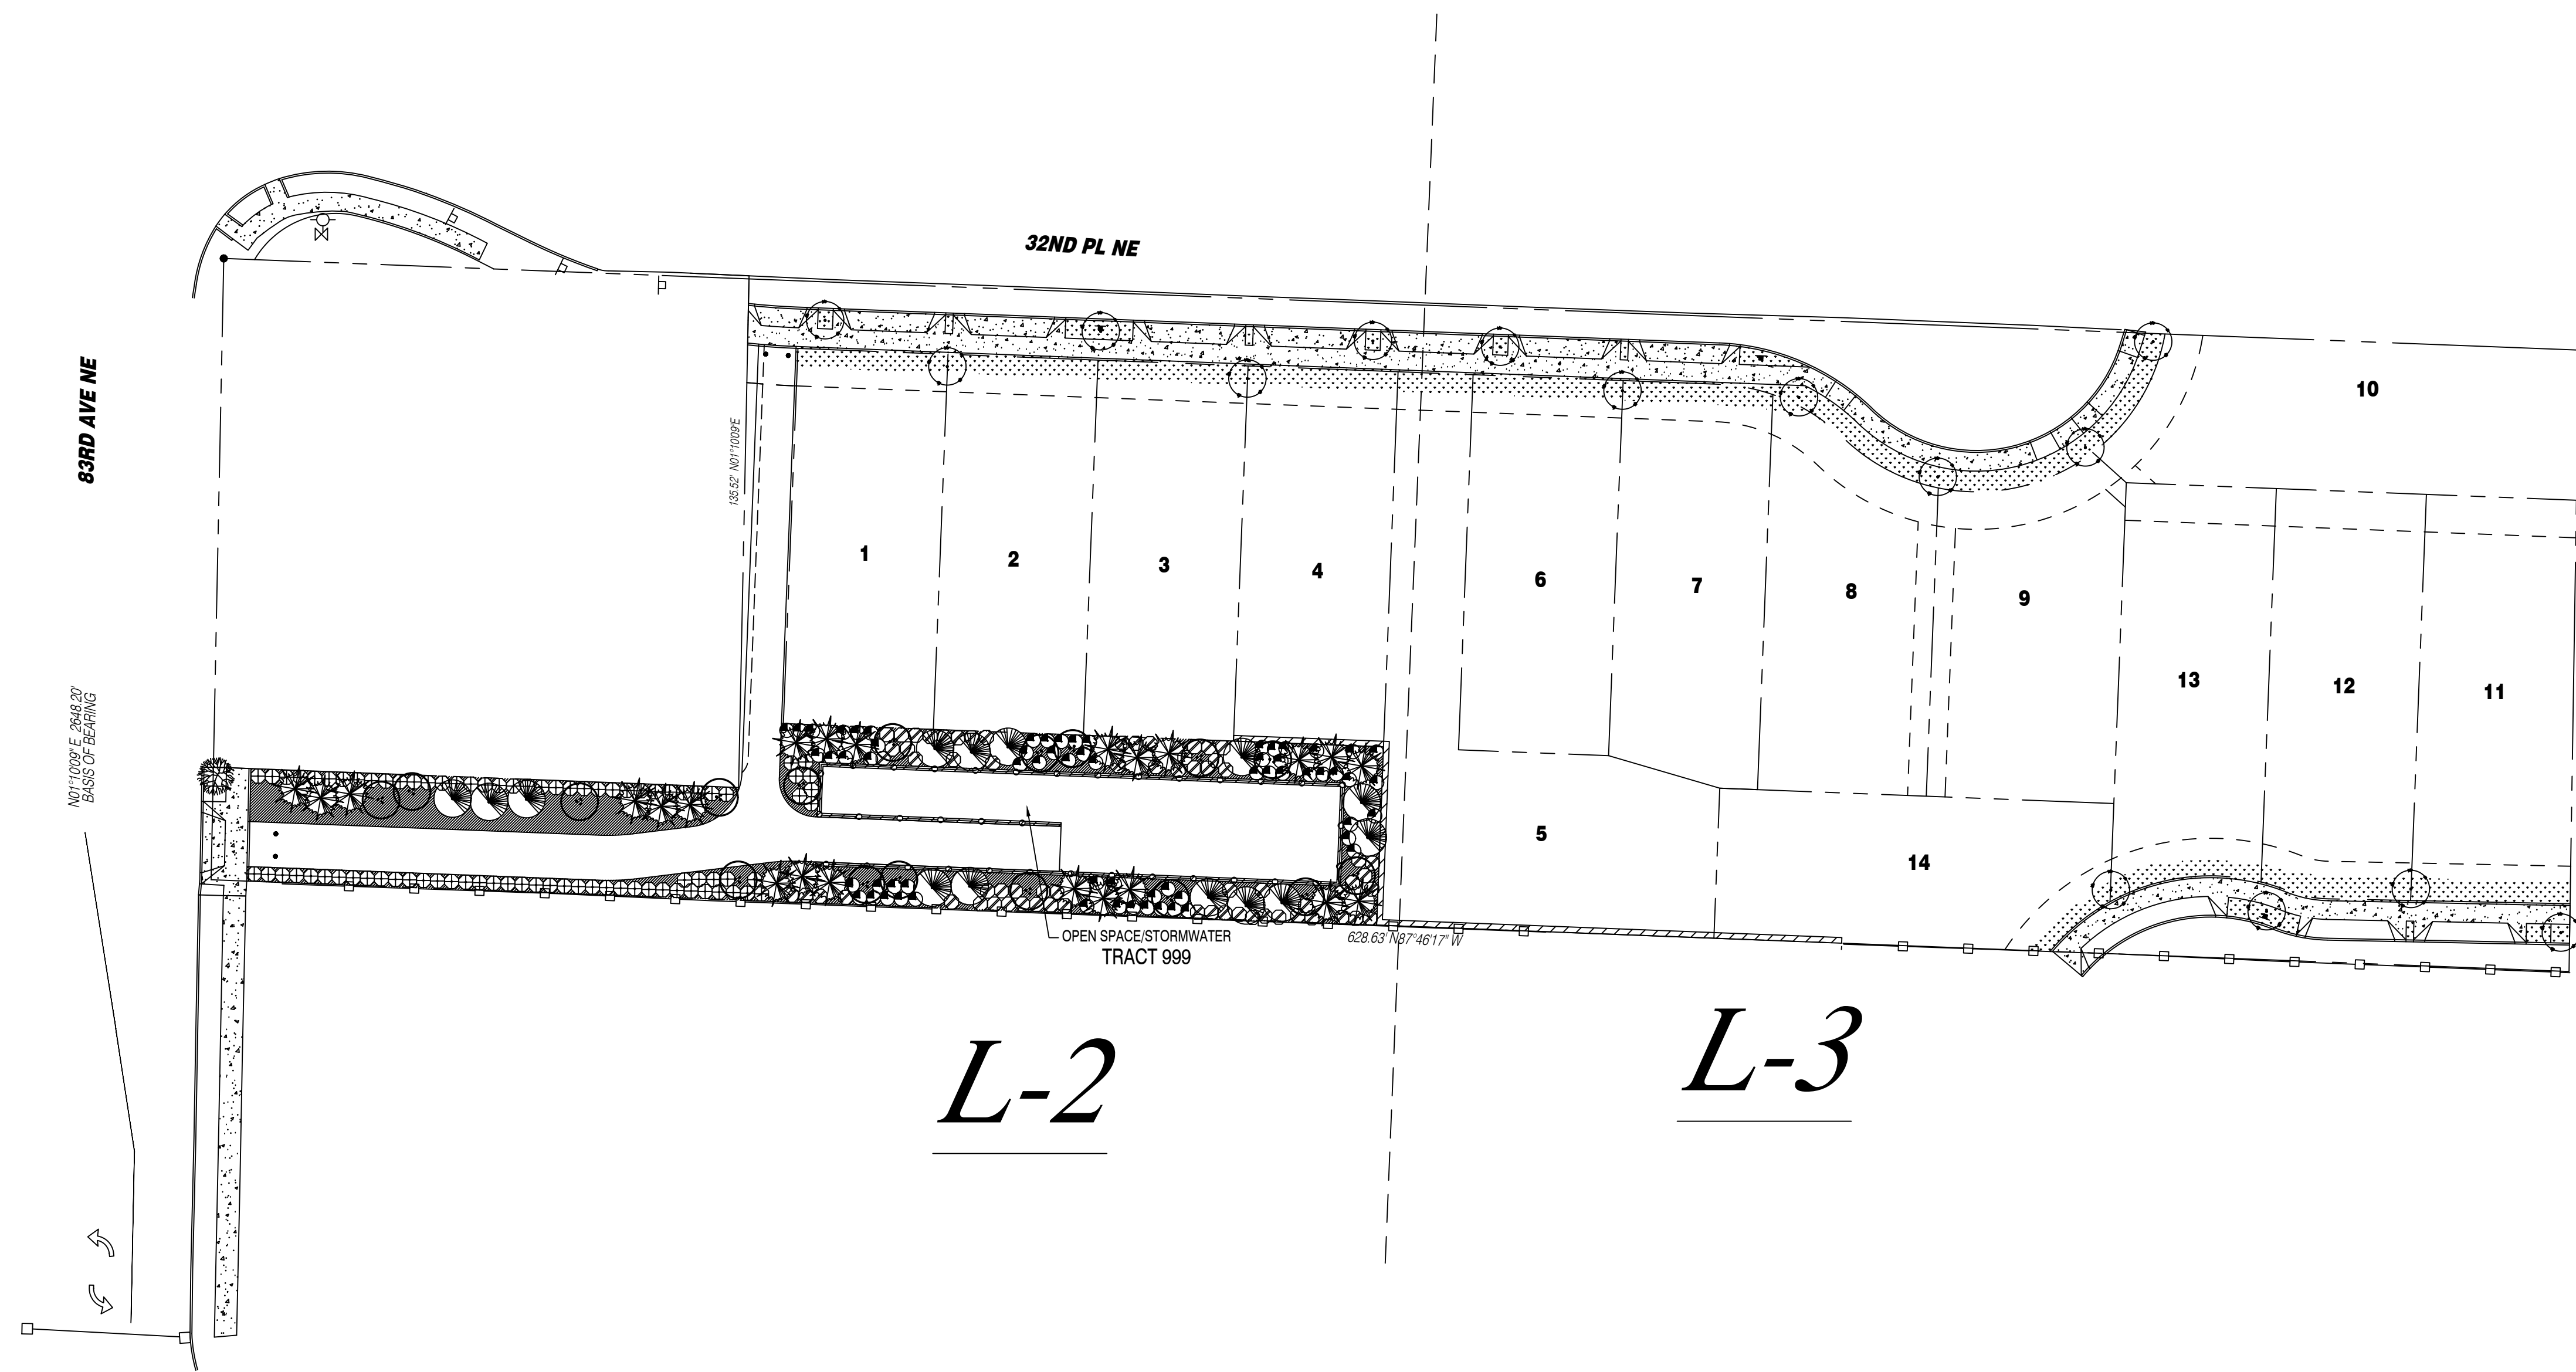 32ND PL NE
83RD AVE NE
10
135.52' N01°10'09"E
1
2
3
4
6
7
8
9
13
12
11
N01°10'09" E 2648.20'
BASIS OF BEARING
5
14
OPEN SPACE/STORMWATER
TRACT 999
628.63' N87°46'17" W
L-2
L-3